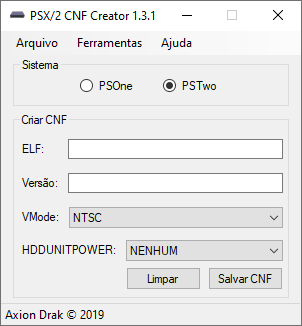 PSX/2 CNF Creator 1.3.1
Arquivo Ferramentas Ajuda
Sistema
PSOne PSTwo
Criar CNF
ELF:
Versão:
VMode: NTSC
HDDUNITPOWER: NENHUM
Limpar Salvar CNF
Axion Drak © 2019